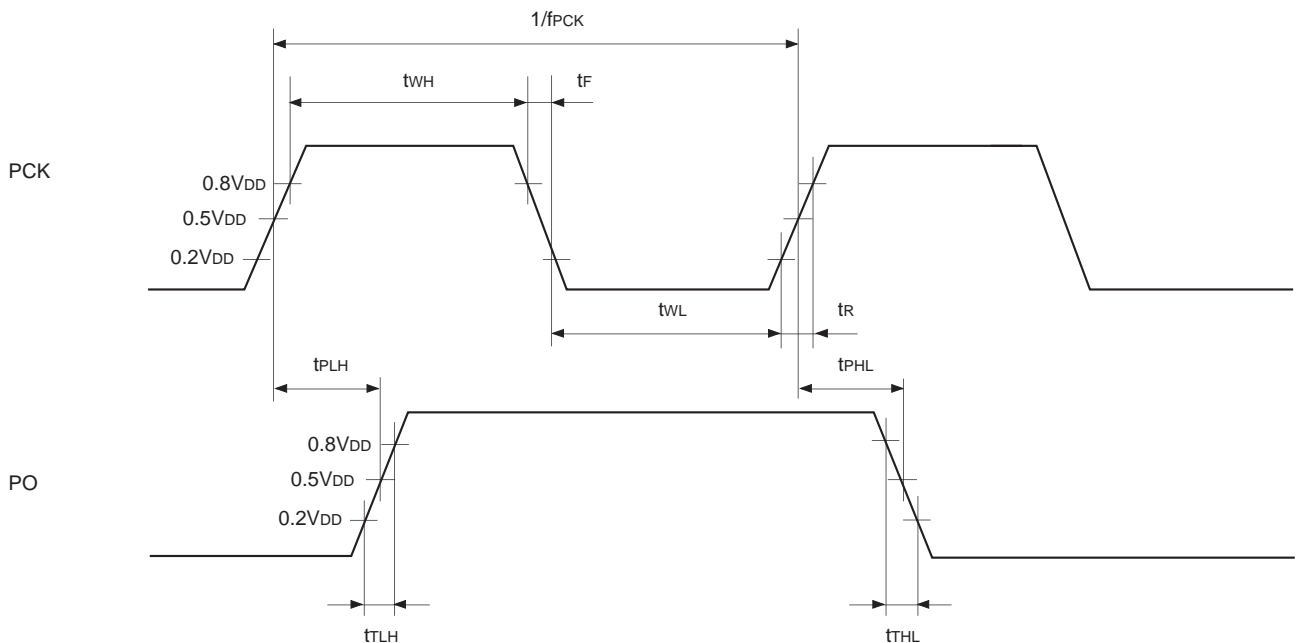 1/fPCK
tWH
tF
PCK
0.8VDD
0.5VDD
0.2VDD
tWL
tR
tPLH
tPHL
PO
0.8VDD
0.5VDD
0.2VDD
tTLH
tTHL